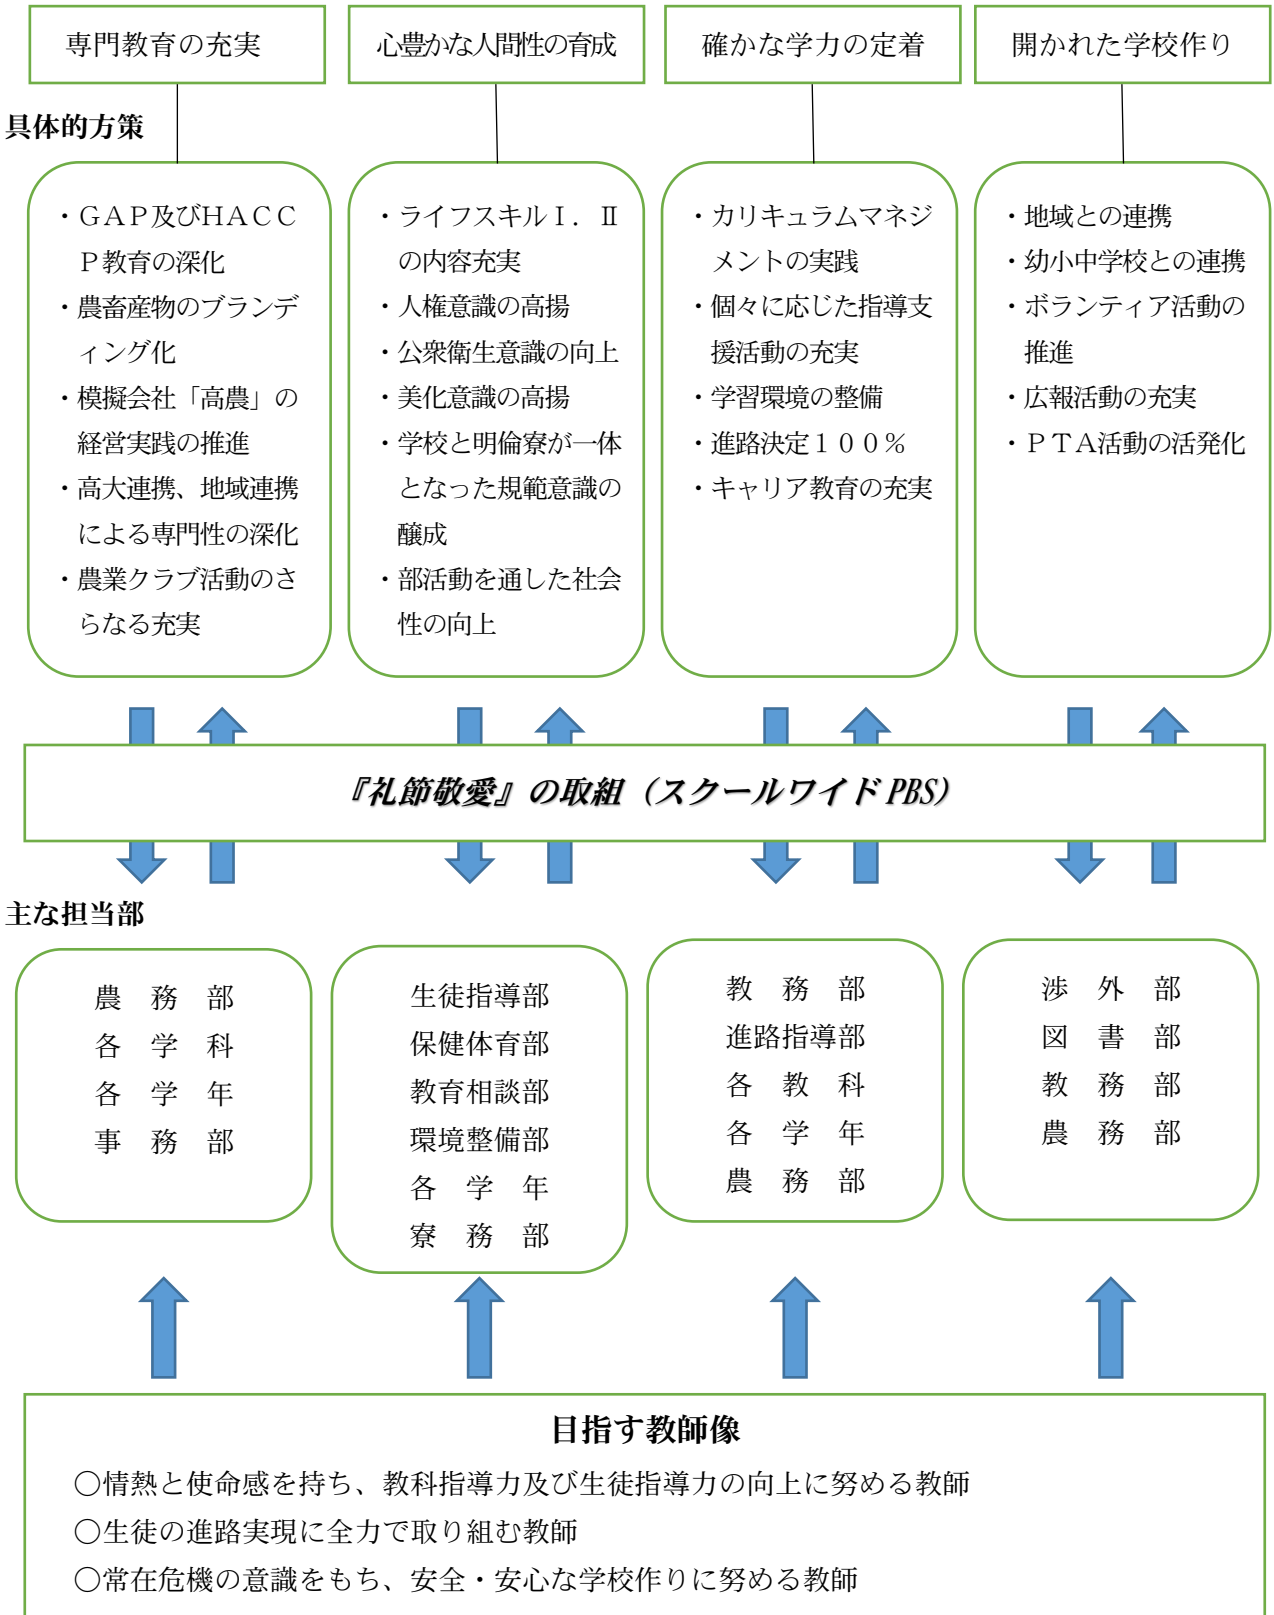 専門教育の充実
心豊かな人間性の育成
確かな学力の定着
開かれた学校作り
具体的方策
・ＧＡＰ及びＨＡＣＣ
Ｐ教育の深化
・農畜産物のブランデ
ィング化
・模擬会社「高農」の
経営実践の推進
・高大連携、地域連携
による専門性の深化
・農業クラブ活動のさ
らなる充実
・ライフスキルⅠ．Ⅱ
の内容充実
・人権意識の高揚
・公衆衛生意識の向上
・美化意識の高揚
・学校と明倫寮が一体
となった規範意識の
醸成
・部活動を通した社会
性の向上
・カリキュラムマネジ
メントの実践
・個々に応じた指導支
援活動の充実
・学習環境の整備
・進路決定１００％
・キャリア教育の充実
・地域との連携
・幼小中学校との連携
・ボランティア活動の
推進
・広報活動の充実
・ＰＴＡ活動の活発化
『礼節敬愛』の取組（スクールワイド PBS）
主な担当部
農　務　部
各　学　科
各　学　年
事　務　部
生徒指導部
保健体育部
教育相談部
環境整備部
各　学　年
寮　務　部
教　務　部
進路指導部
各　教　科
各　学　年
農　務　部
渉　外　部
図　書　部
教　務　部
農　務　部
目指す教師像
〇情熱と使命感を持ち、教科指導力及び生徒指導力の向上に努める教師
〇生徒の進路実現に全力で取り組む教師
〇常在危機の意識をもち、安全・安心な学校作りに努める教師